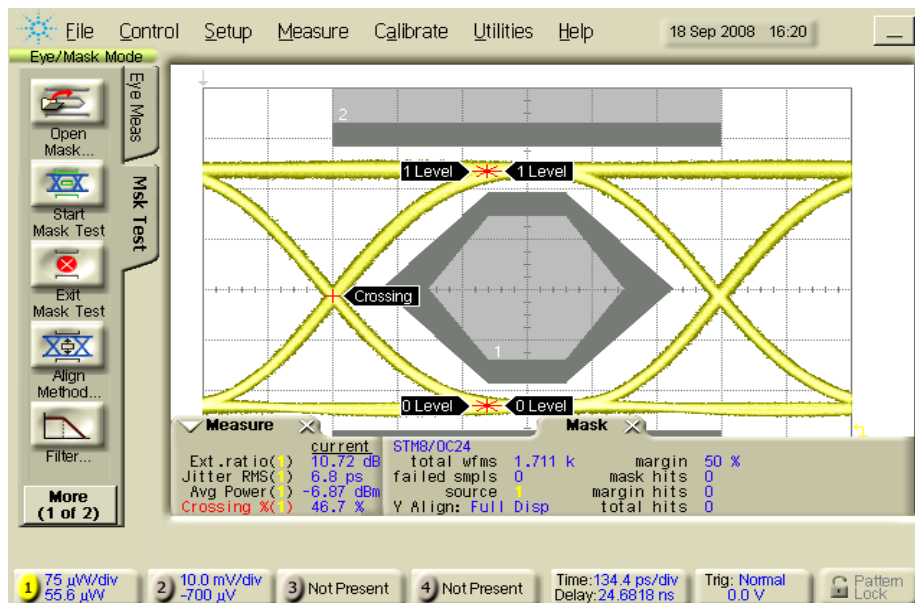 File Control Setup Measure Calibrate Utilities Help 18 Sep 2008 16:20
Eye/Mask Mode
Eye Meas
Msk Test
Open
Mask...
Start
Mask Test
Exit
Mask Test
Align
Method...
Filter...
More
(1 of 2)
2
1 Level 1 Level
Crossing
1
0 Level 0 Level
Measure
current
Ext.ratio(1) 10.72 dB
Jitter RMS(1) 6.8 ps
Avg Power(1) -6.87 dBm
Crossing %(1) 46.7 %
Mask
STM8/OC24
total wfms 1.711 k margin 50 %
failed smpls 0 mask hits 0
source 1 margin hits 0
Y Align: Full Disp total hits 0
1 75 µW/div
55.6 µW
2 10.0 mV/div
-700 µV
3 Not Present
4 Not Present
Time:134.4 ps/div
Delay:24.6818 ns
Trig: Normal
0.0 V
Pattern
Lock